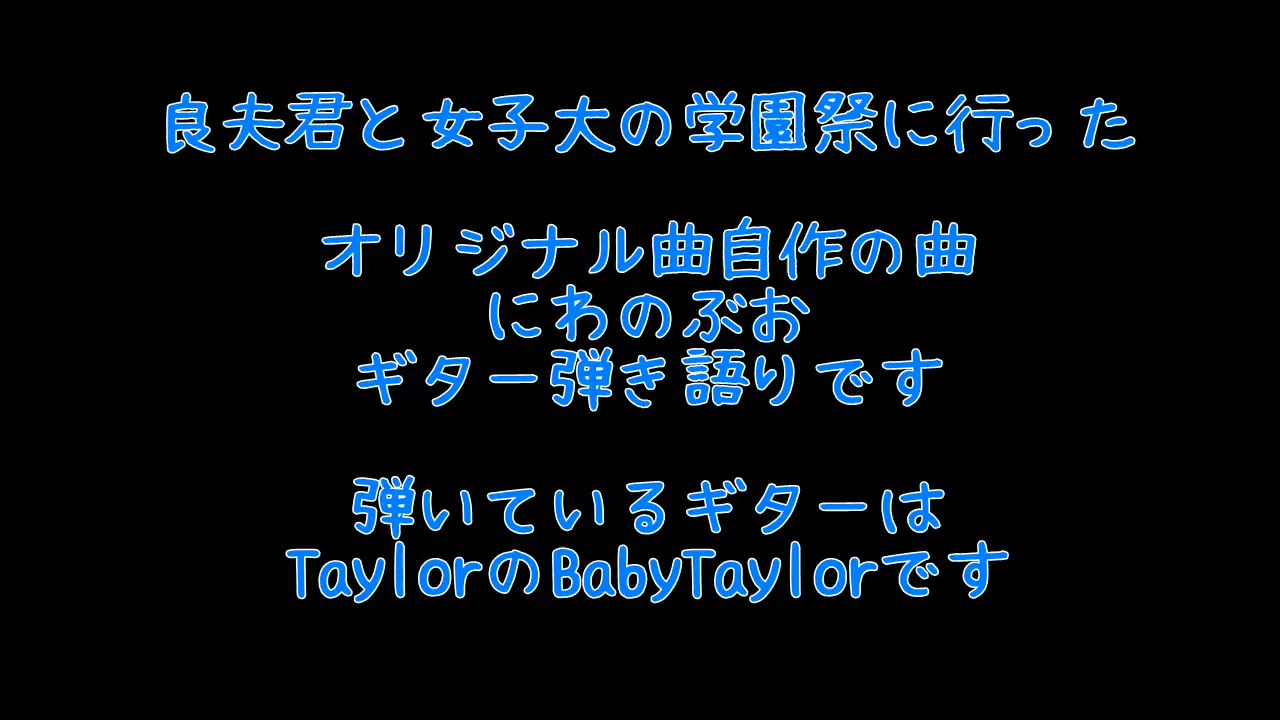 良夫君と女子大の学園祭に行った
オリジナル曲自作の曲
にわのぶお
ギター弾き語りです
弾いているギターは
TaylorのBabyTaylorです